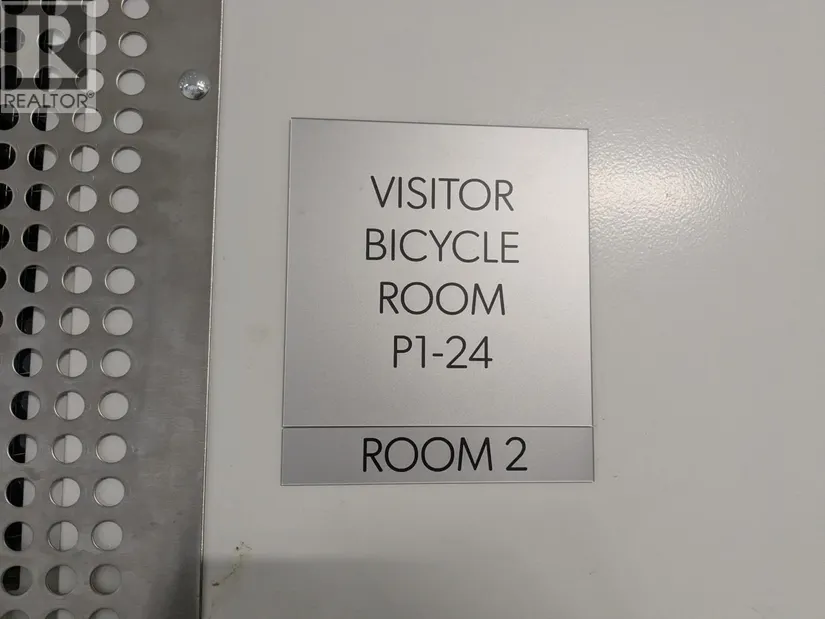 R
REALTOR®
VISITOR
BICYCLE
ROOM
P1-24
ROOM 2